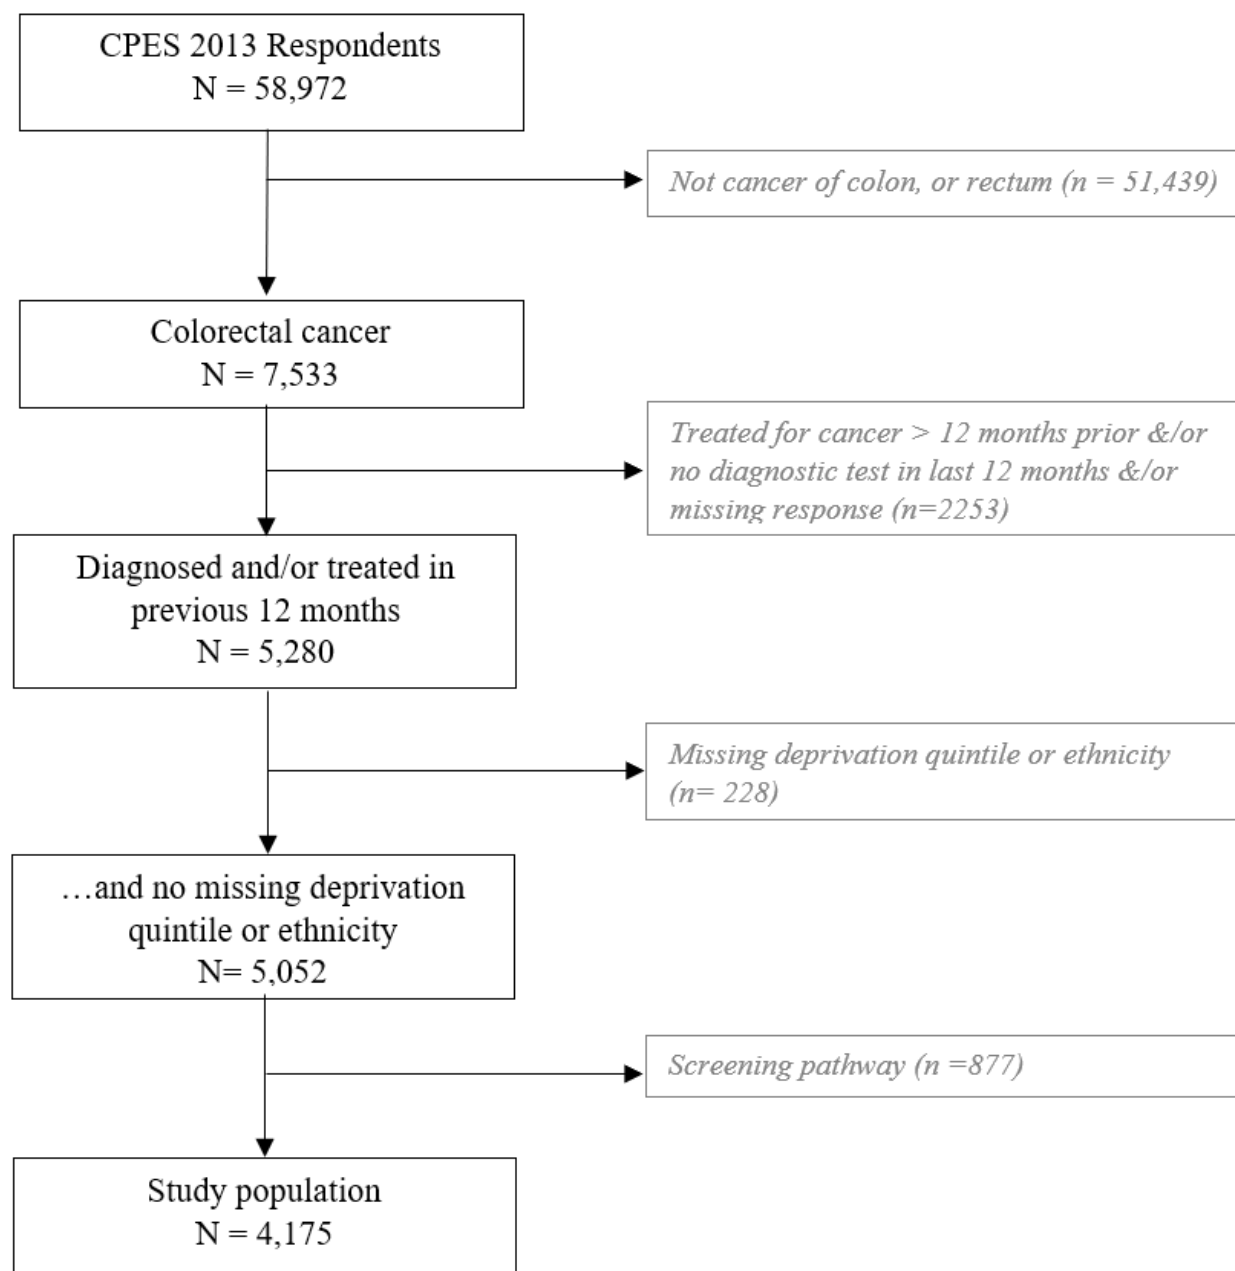 CPES 2013 Respondents
N = 58,972
Not cancer of colon, or rectum (n = 51,439)
Colorectal cancer
N = 7,533
Treated for cancer > 12 months prior &/or
no diagnostic test in last 12 months &/or
missing response (n=2253)
Diagnosed and/or treated in
previous 12 months
N = 5,280
Missing deprivation quintile or ethnicity
(n= 228)
…and no missing deprivation
quintile or ethnicity
N= 5,052
Screening pathway (n =877)
Study population
N = 4,175